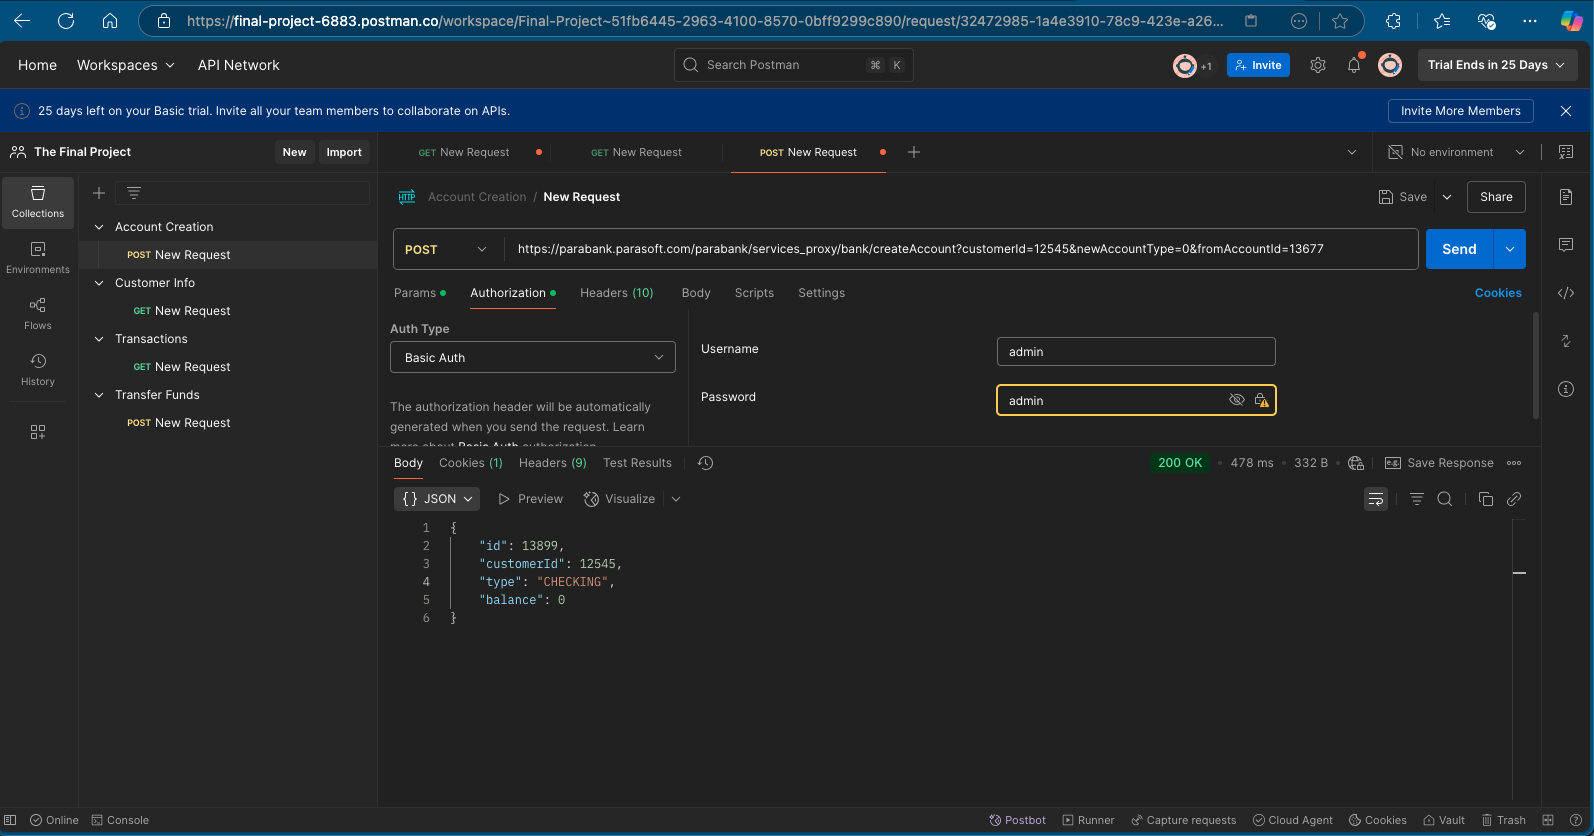 https://final-project-6883.postman.co/workspace/Final-Project~51fb6445-2963-4100-8570-0bff9299c890/request/32472985-1a4e3910-78c9-423e-a26...
Home Workspaces API Network Search Postman ⌘ K +1 Invite Trial Ends in 25 Days
25 days left on your Basic trial. Invite all your team members to collaborate on APIs. Invite More Members
The Final Project New Import GET New Request GET New Request POST New Request No environment
Collections
Environments
Flows
History
Account Creation
POST New Request
Customer Info
GET New Request
Transactions
GET New Request
Transfer Funds
POST New Request
HTTP Account Creation / New Request Save Share
POST https://parabank.parasoft.com/parabank/services_proxy/bank/createAccount?customerId=12545&newAccountType=0&fromAccountId=13677 Send
Params Authorization Headers (10) Body Scripts Settings Cookies
Auth Type
Basic Auth
The authorization header will be automatically
generated when you send the request. Learn
more about Basic Auth authorization.
Username admin
Password admin
Body Cookies (1) Headers (9) Test Results 200 OK 478 ms 332 B e.g. Save Response
{} JSON Preview Visualize
1 {
2 "id": 13899,
3 "customerId": 12545,
4 "type": "CHECKING",
5 "balance": 0
6 }
Online Console Postbot Runner Capture requests Cloud Agent Cookies Vault Trash